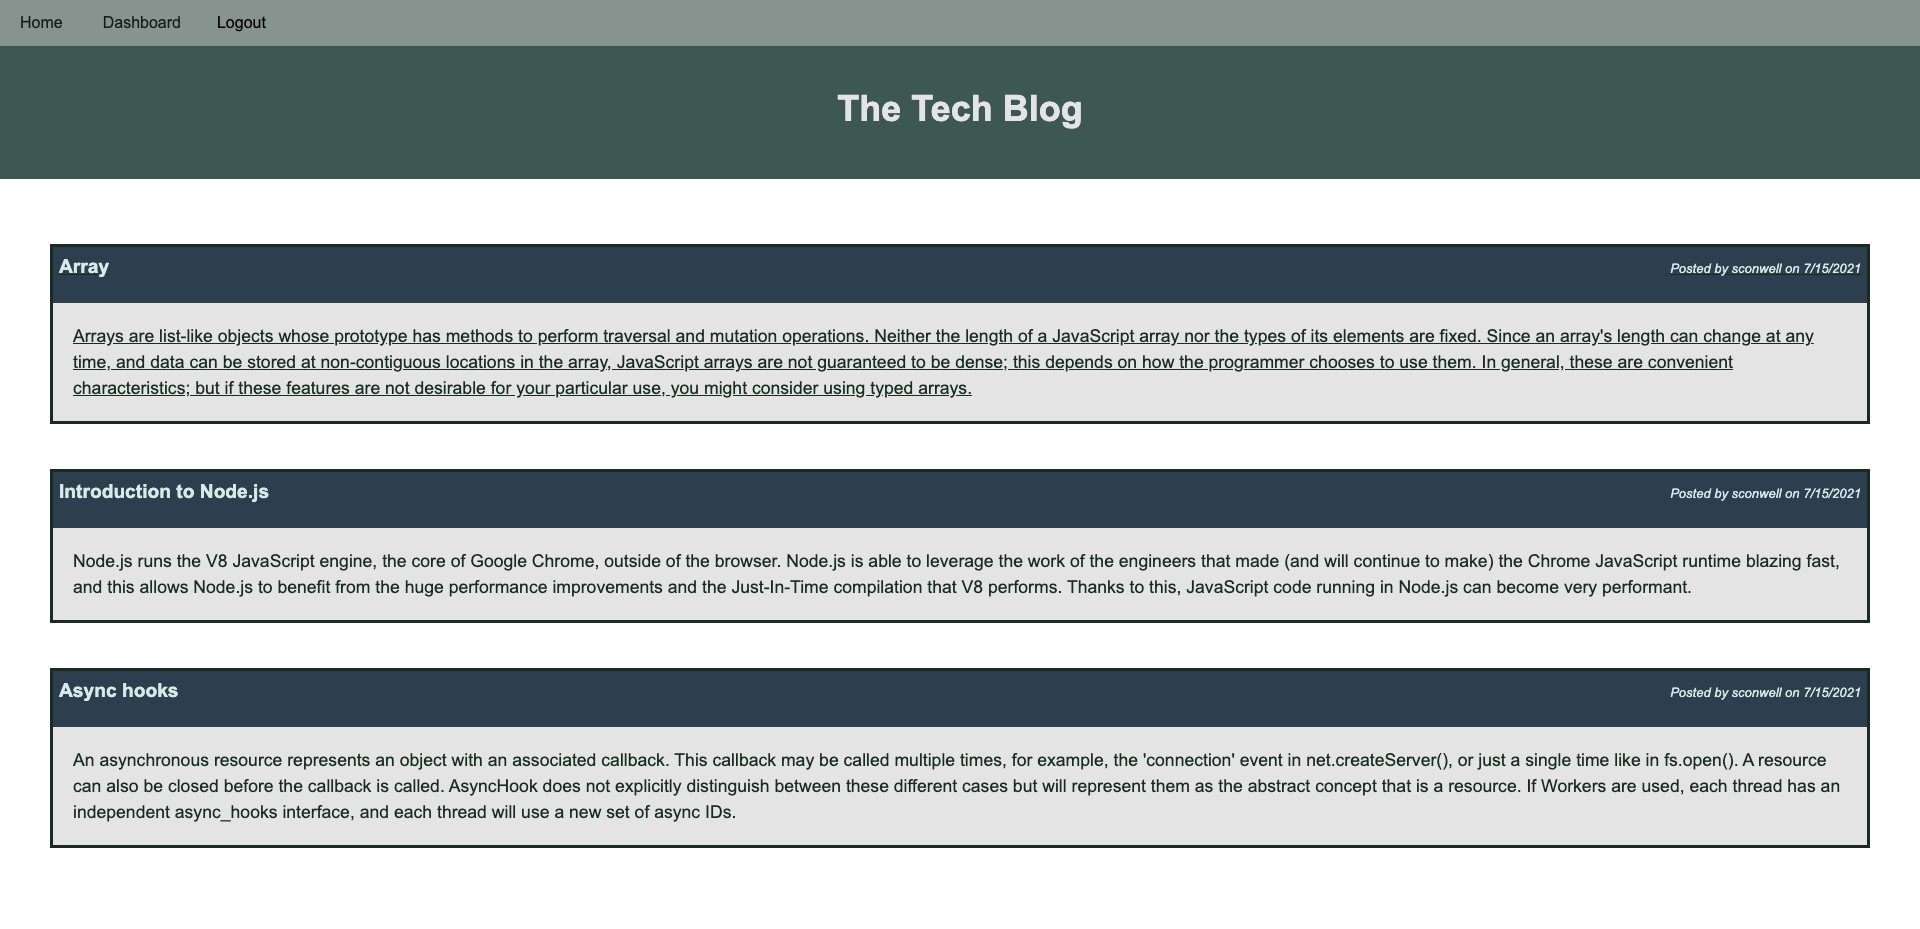 Home Dashboard Logout
The Tech Blog
Array
Posted by sconwell on 7/15/2021
Arrays are list-like objects whose prototype has methods to perform traversal and mutation operations. Neither the length of a JavaScript array nor the types of its elements are fixed. Since an array's length can change at any
time, and data can be stored at non-contiguous locations in the array, JavaScript arrays are not guaranteed to be dense; this depends on how the programmer chooses to use them. In general, these are convenient
characteristics; but if these features are not desirable for your particular use, you might consider using typed arrays.
Introduction to Node.js
Posted by sconwell on 7/15/2021
Node.js runs the V8 JavaScript engine, the core of Google Chrome, outside of the browser. Node.js is able to leverage the work of the engineers that made (and will continue to make) the Chrome JavaScript runtime blazing fast,
and this allows Node.js to benefit from the huge performance improvements and the Just-In-Time compilation that V8 performs. Thanks to this, JavaScript code running in Node.js can become very performant.
Async hooks
Posted by sconwell on 7/15/2021
An asynchronous resource represents an object with an associated callback. This callback may be called multiple times, for example, the 'connection' event in net.createServer(), or just a single time like in fs.open(). A resource
can also be closed before the callback is called. AsyncHook does not explicitly distinguish between these different cases but will represent them as the abstract concept that is a resource. If Workers are used, each thread has an
independent async_hooks interface, and each thread will use a new set of async IDs.